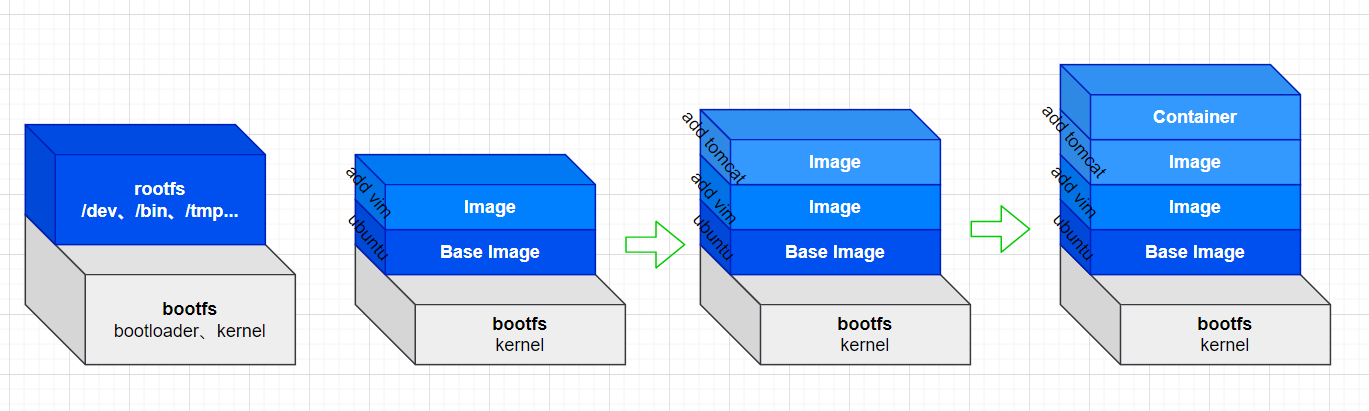 rootfs
/dev、/bin、/tmp...
bootfs
bootloader、kernel
add vim
Image
ubuntu
Base Image
bootfs
kernel
add tomcat
Image
add vim
Image
ubuntu
Base Image
bootfs
kernel
Container
add tomcat
Image
add vim
Image
ubuntu
Base Image
bootfs
kernel